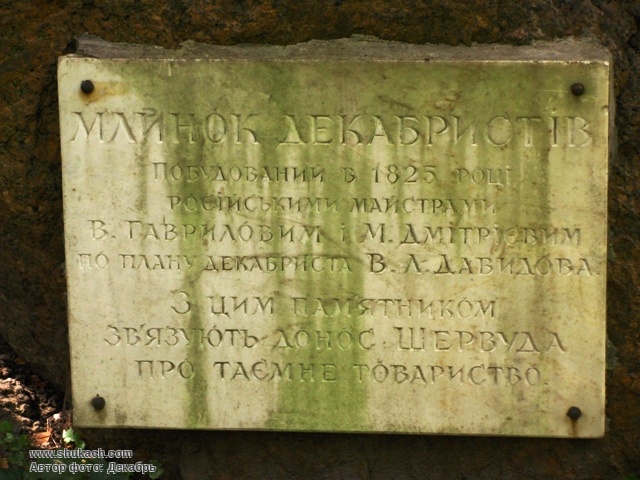 МЛИНОК ДЕКАБРИСТІВ
ПОБУДОВАНИЙ В 1825 РОЦІ
РОСІЙСЬКИМИ МАЙСТРАМИ
В. ГАВРИЛОВИМ І М. ДМІТРІЄВИМ
ПО ПЛАНУ ДЕКАБРИСТА В. Л. ДАВИДОВА.
З ЦИМ ПАМ'ЯТНИКОМ
ЗВ'ЯЗУЮТЬ ДОНОС ШЕРВУДА
ПРО ТАЄМНЕ ТОВАРИСТВО.
www.shukach.com
Автор фото: Декабрь